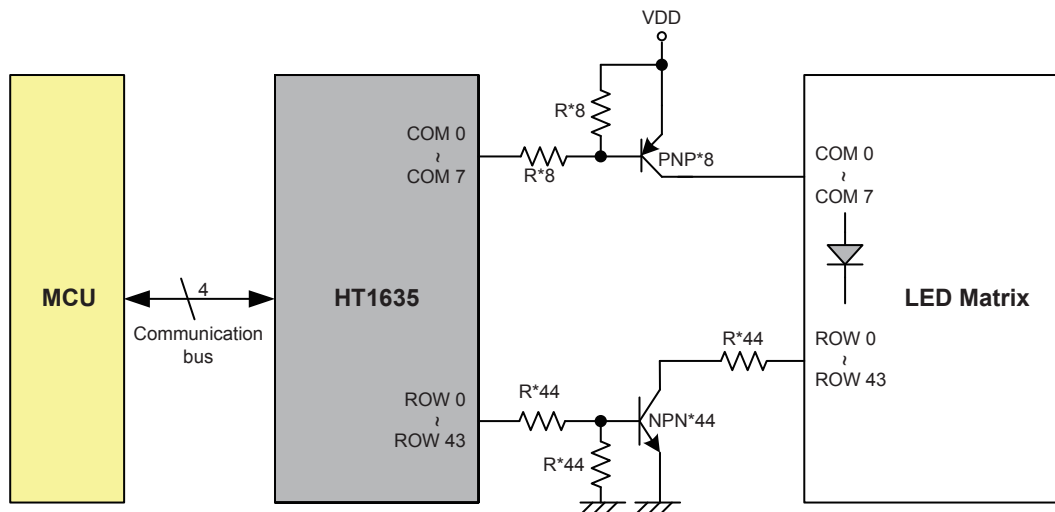 VDD
R*8
COM 0
~
COM 7
R*8
PNP*8
COM 0
~
COM 7
MCU
4
Communication
bus
HT1635
LED Matrix
R*44
ROW 0
~
ROW 43
ROW 0
~
ROW 43
R*44
NPN*44
R*44